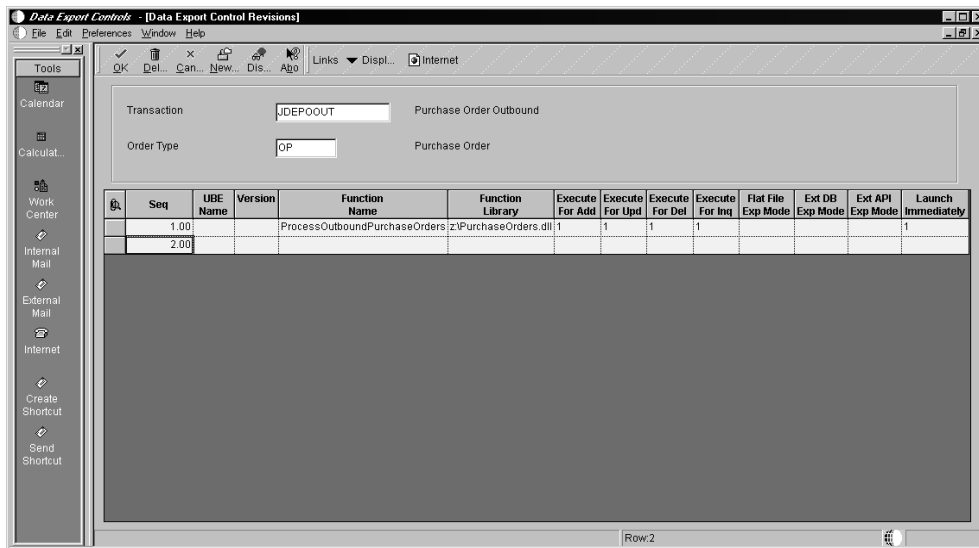 Data Export Controls - [Data Export Control Revisions]
File Edit Preferences Window Help
Tools
OK Del... Can... New... Dis... Abo Links Displ... Internet
Calendar
Calculat...
Work
Center
Internal
Mail
External
Mail
Internet
Create
Shortcut
Send
Shortcut
Transaction JDEPOOUT Purchase Order Outbound
Order Type OP Purchase Order
Seq UBE Name Version Function Name Function Library Execute For Add Execute For Upd Execute For Del Execute For Inq Flat File Exp Mode Ext DB Exp Mode Ext API Exp Mode Launch Immediately
1.00 ProcessOutboundPurchaseOrders z:\PurchaseOrders.dll 1 1 1 1 1
2.00
Row:2